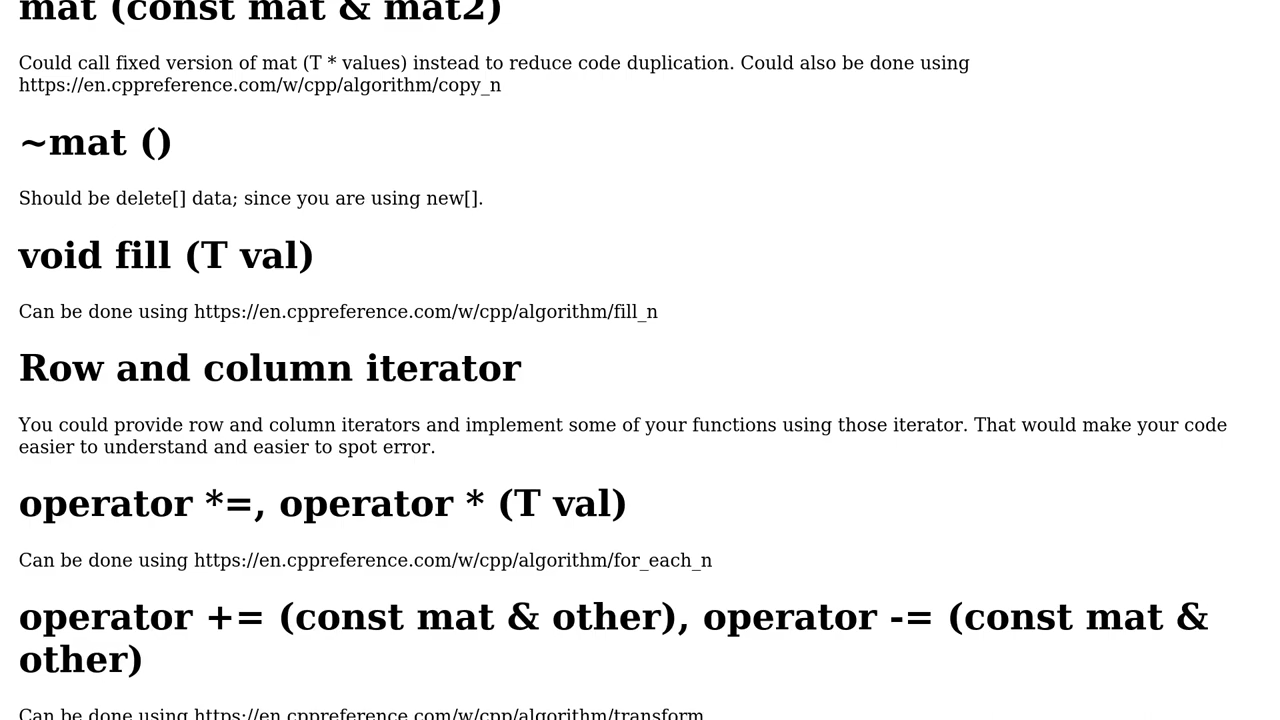 mat (const mat & mat2)
Could call fixed version of mat (T * values) instead to reduce code duplication. Could also be done using
https://en.cppreference.com/w/cpp/algorithm/copy_n
~mat ()
Should be delete[] data; since you are using new[].
void fill (T val)
Can be done using https://en.cppreference.com/w/cpp/algorithm/fill_n
Row and column iterator
You could provide row and column iterators and implement some of your functions using those iterator. That would make your code
easier to understand and easier to spot error.
operator *=, operator * (T val)
Can be done using https://en.cppreference.com/w/cpp/algorithm/for_each_n
operator += (const mat & other), operator -= (const mat &
other)
Can be done using https://en.cppreference.com/w/cpp/algorithm/transform